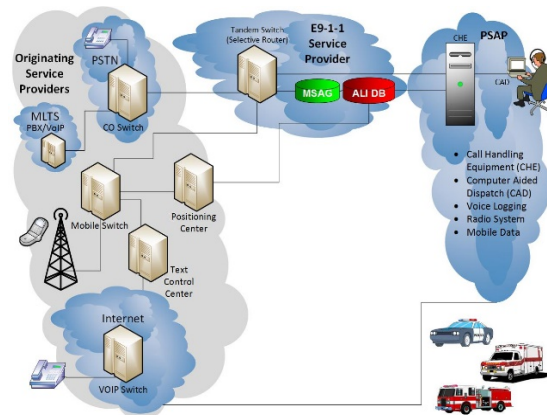 Originating
Service
Providers
PSTN
CO Switch
MLTS
PBX/VoIP
Mobile Switch
Positioning
Center
Text
Control
Center
Internet
VOIP Switch
Tandem Switch
(Selective Router)
E9-1-1
Service
Provider
MSAG
ALI DB
CHE
PSAP
CAD
• Call Handling
Equipment (CHE)
• Computer Aided
Dispatch (CAD)
• Voice Logging
• Radio System
• Mobile Data